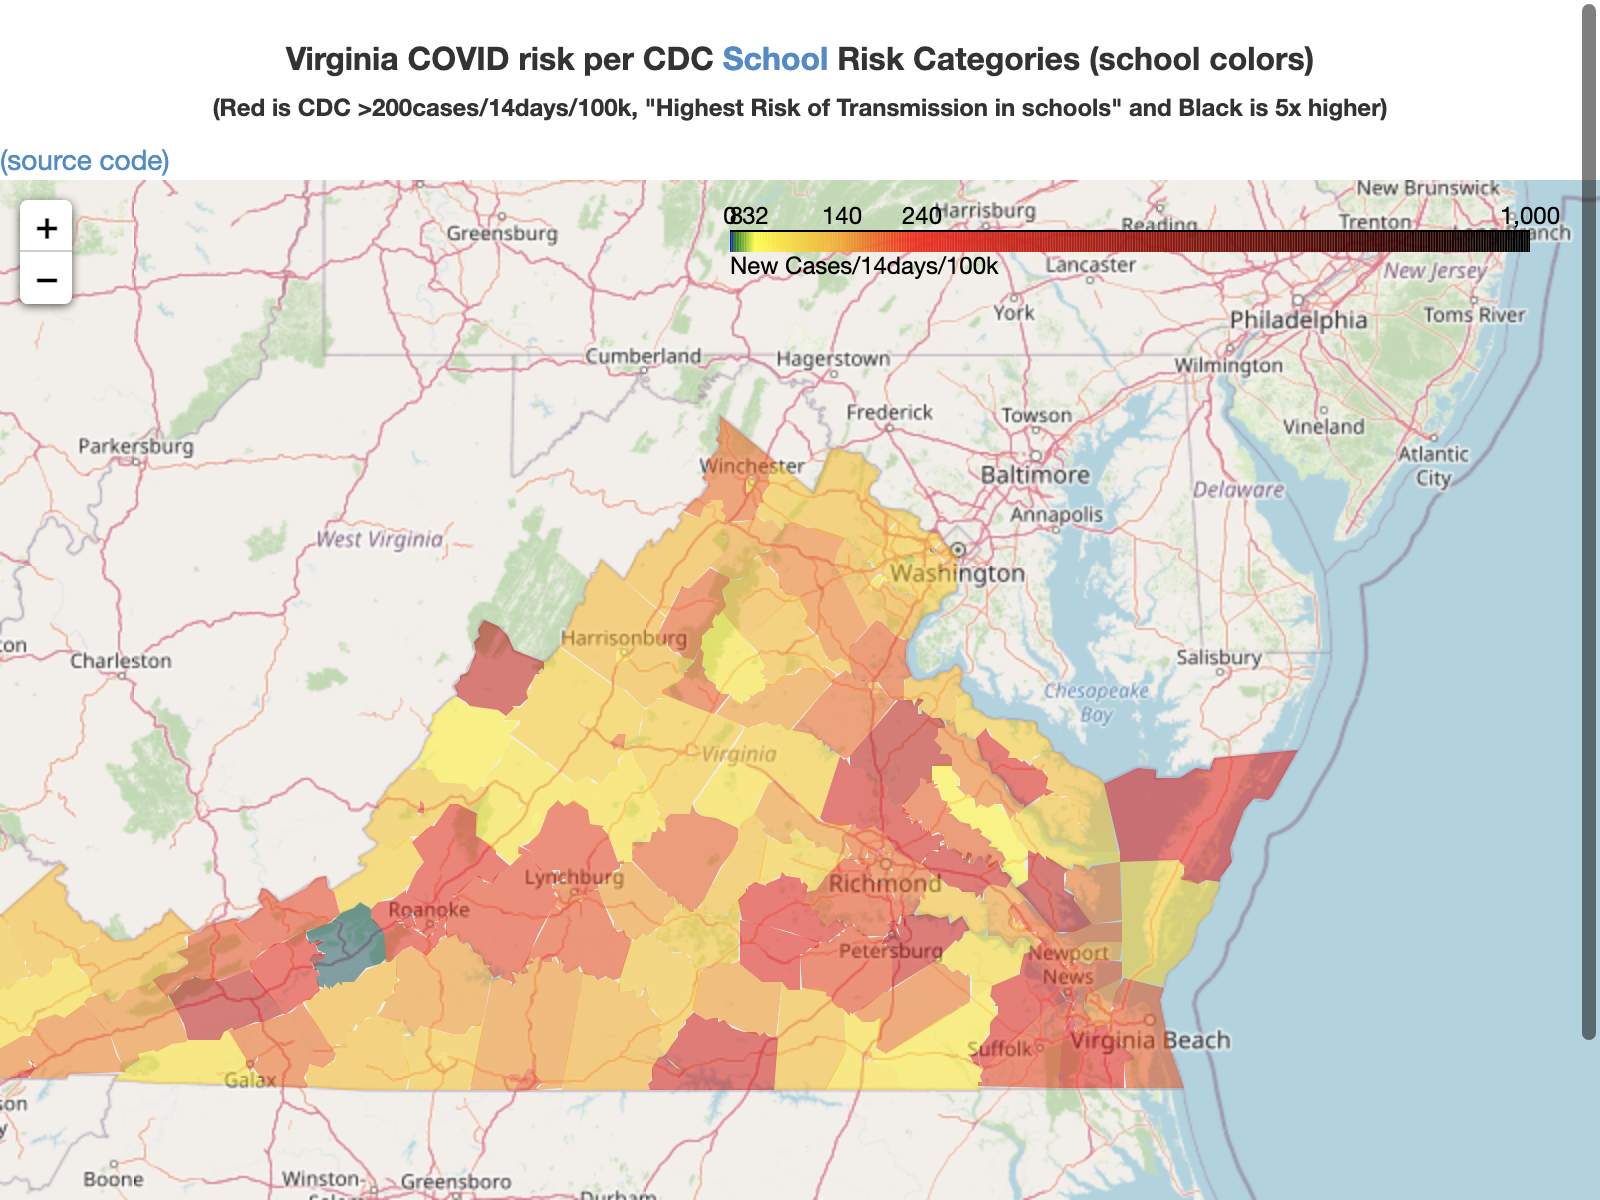 Virginia COVID risk per CDC School Risk Categories (school colors)
(Red is CDC >200cases/14days/100k, "Highest Risk of Transmission in schools" and Black is 5x higher)
(source code)
+
−
0 8 32 140 240 1,000
New Cases/14days/100k
New Brunswick
Harrisburg
Reading
Trenton
Long Branch
Greensburg
Lancaster
New Jersey
York
Philadelphia
Toms River
Cumberland
Hagerstown
Wilmington
Frederick
Towson
Vineland
Parkersburg
Winchester
Baltimore
Atlantic
City
Delaware
Annapolis
West Virginia
Washington
Harrisonburg
Charleston
Salisbury
Chesapeake
Bay
Virginia
Lynchburg
Richmond
Roanoke
Petersburg
Newport
News
Virginia Beach
Suffolk
Galax
Boone
Winston-
Salem
Greensboro
Durham